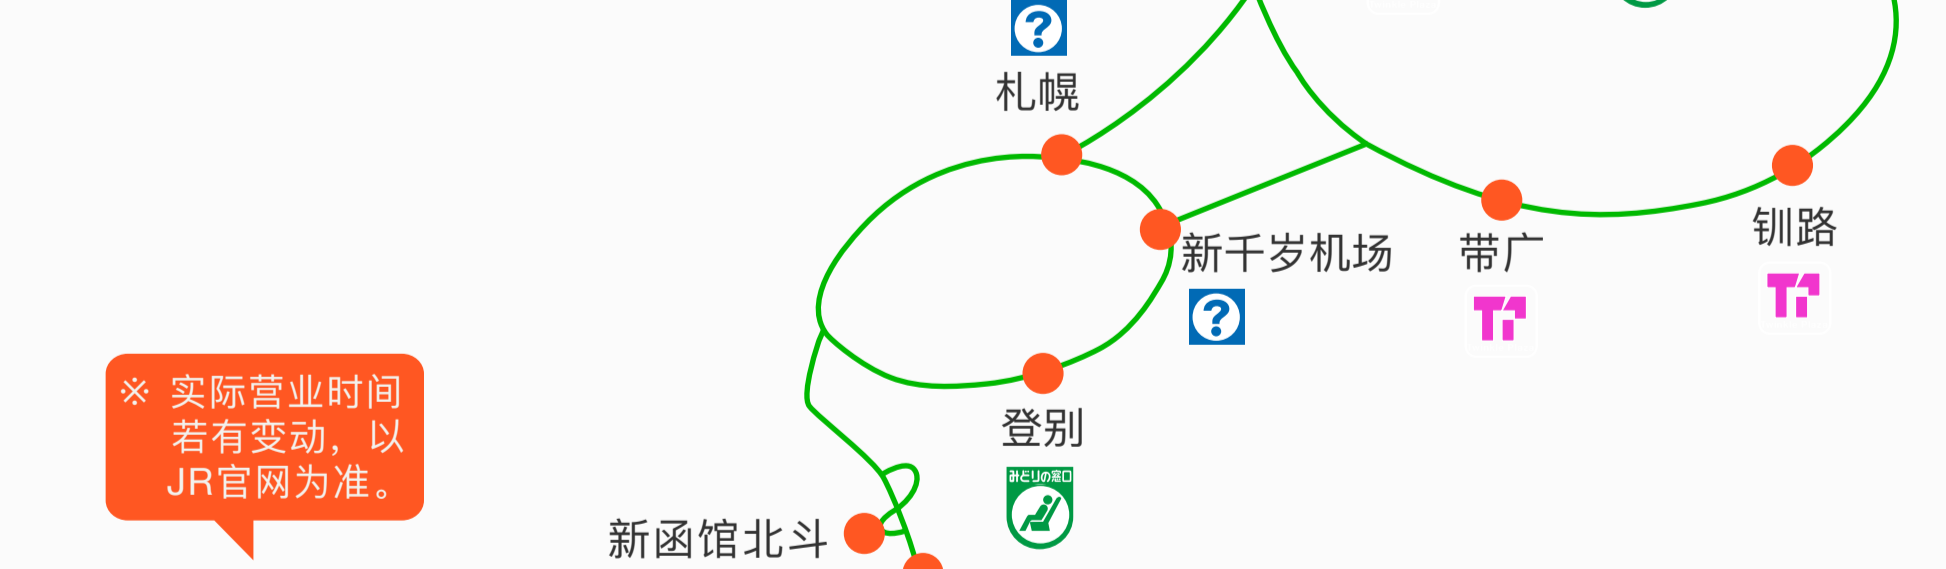 ?
札幌
新千岁机场
?
带广
钏路
登别
みどりの窓口
新函馆北斗
※ 实际营业时间
若有变动，以
JR官网为准。